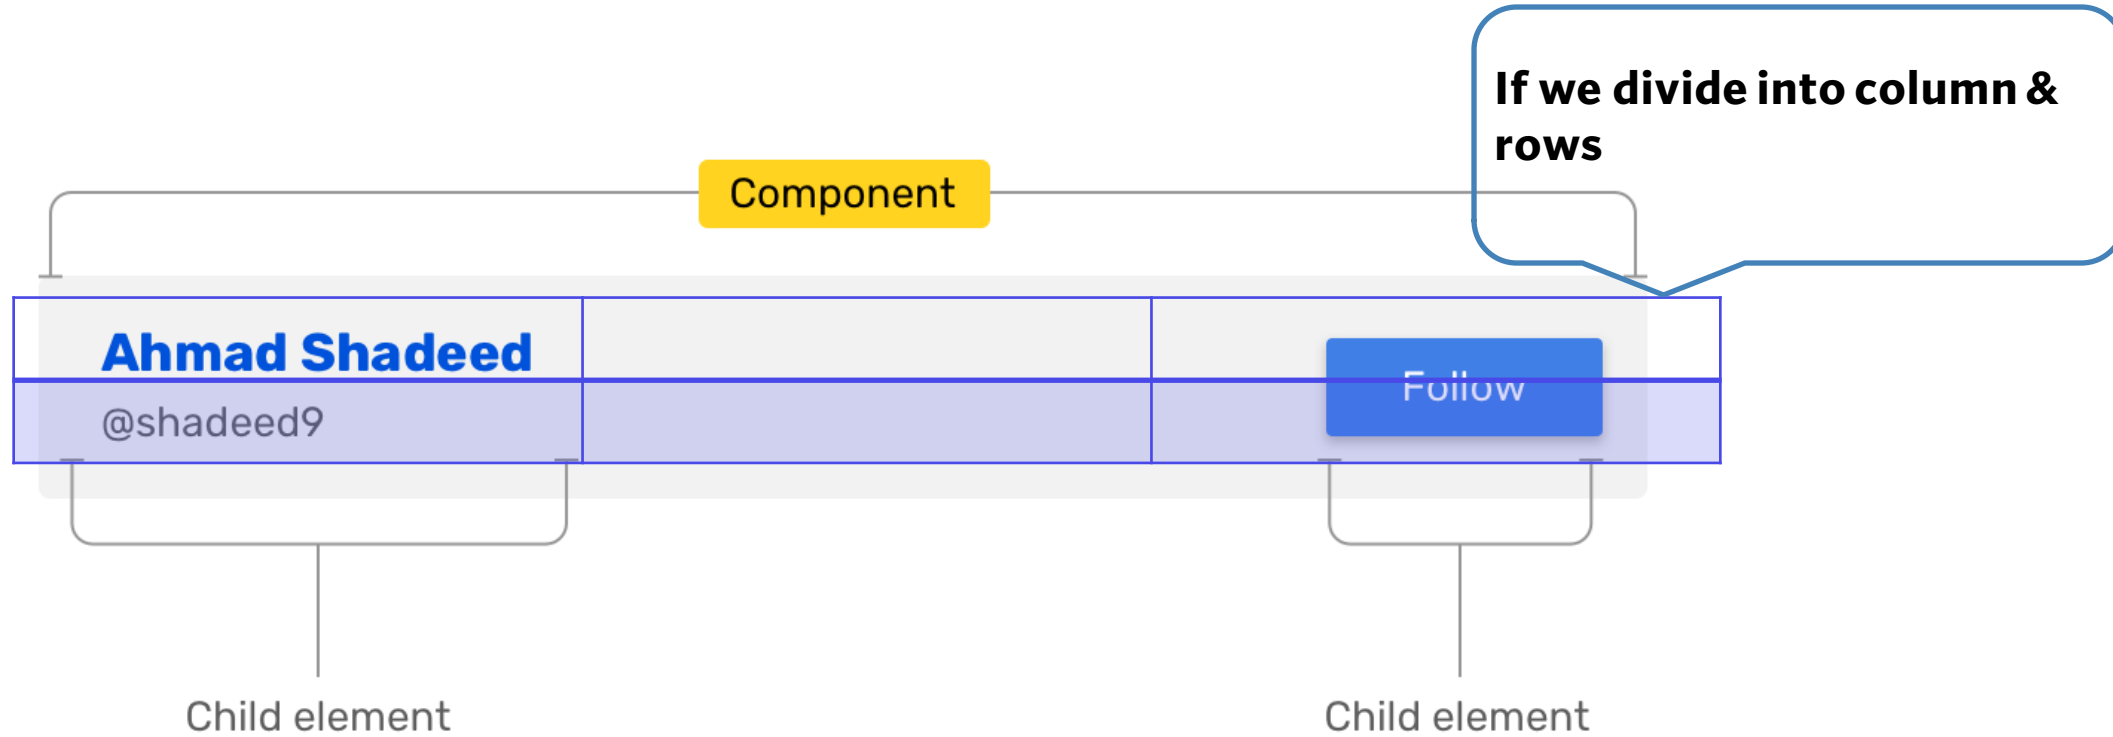 If we divide into column &
rows
Component
Ahmad Shadeed
Follow
@shadeed9
Child element
Child element